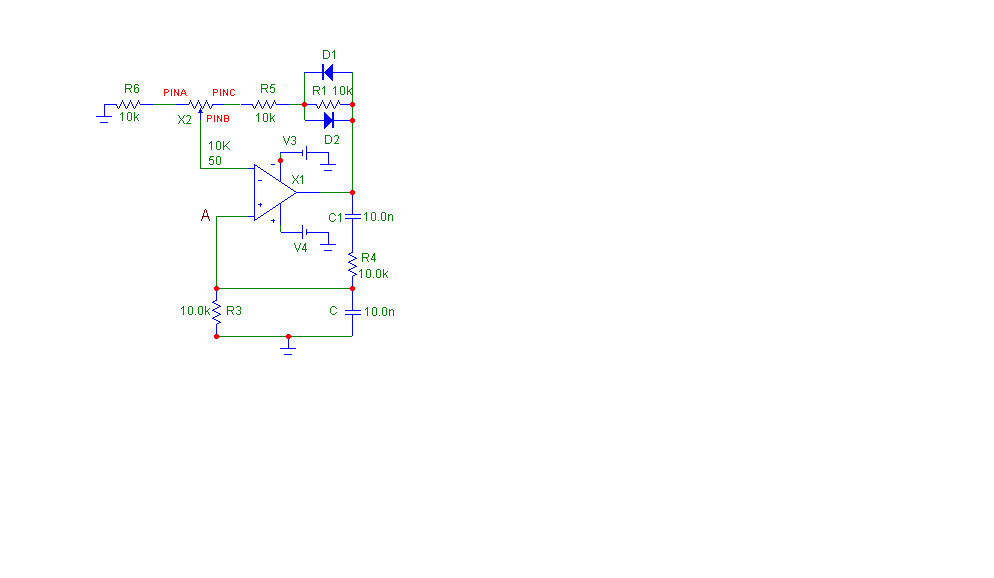 D1
R6
PINA
PINC
R5
R1 10k
10k
X2
PINB
10k
D2
10K
50
V3
-
X1
-
+
+
A
V4
C1
10.0n
R4
10.0k
10.0k
R3
C
10.0n